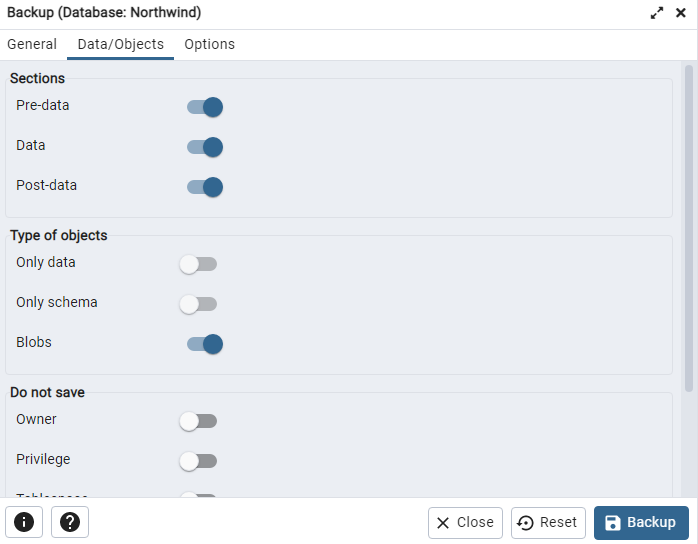 Backup (Database: Northwind)
General Data/Objects Options
Sections
Pre-data
Data
Post-data
Type of objects
Only data
Only schema
Blobs
Do not save
Owner
Privilege
Close Reset Backup